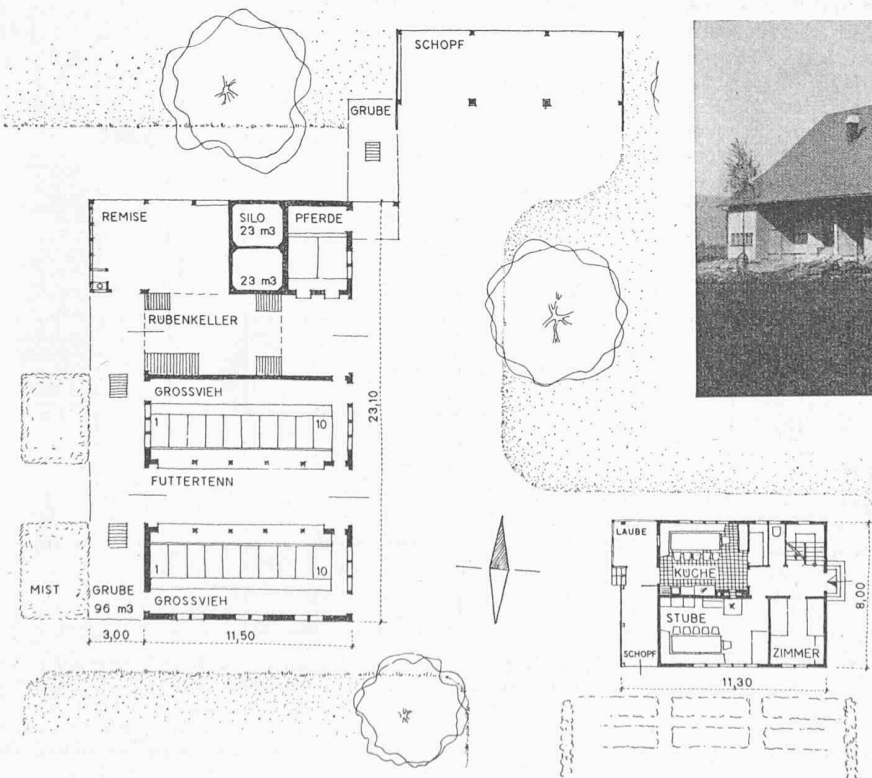 SCHOPF
GRUBE
REMISE
SILO
23 m3
PFERDE
23 m3
RÜBENKELLER
GROSSVIEH
1
10
23,10
FUTTERTENN
1
10
MIST
GRUBE
96 m3
GROSSVIEH
3,00
11,50
LAUBE
KÜCHE
STUBE
SCHOPF
ZIMMER
8,00
11,30